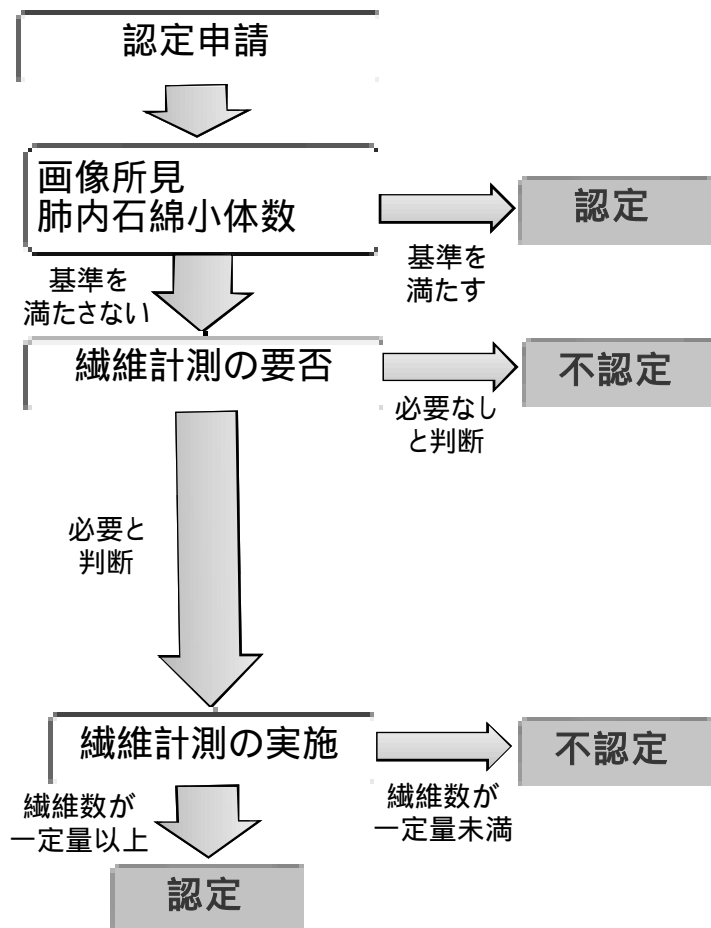 認定申請
画像所見
肺内石綿小体数
認定
基準を
満たす
基準を
満たさない
繊維計測の要否
不認定
必要なし
と判断
必要と
判断
繊維計測の実施
不認定
繊維数が
一定量未満
繊維数が
一定量以上
認定